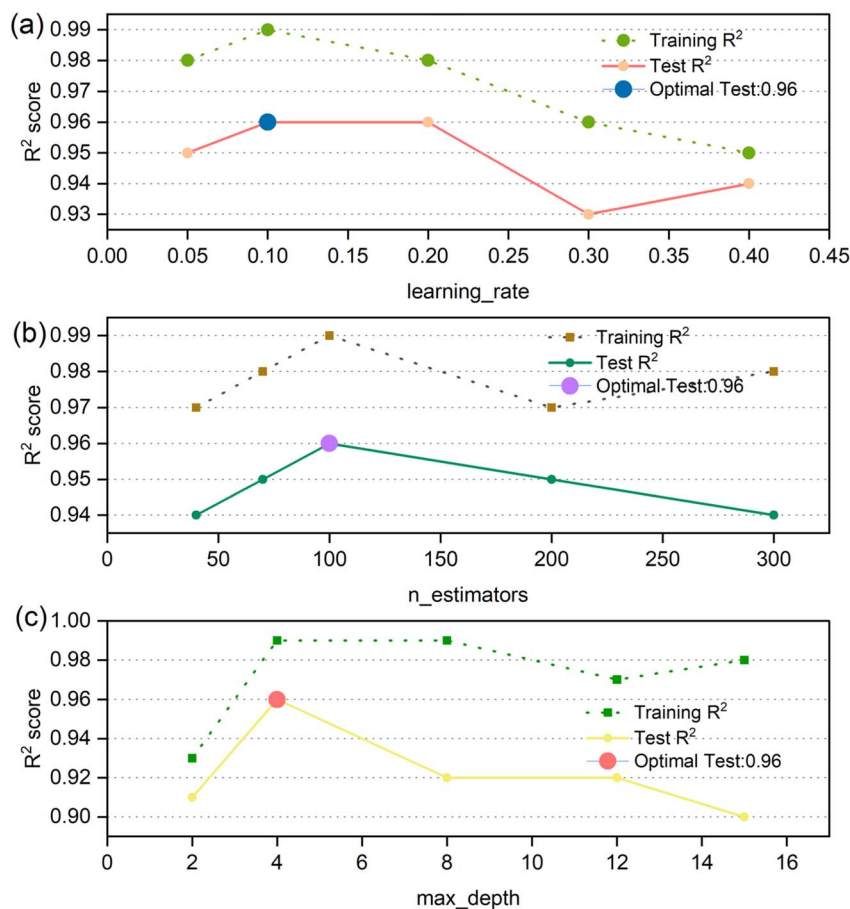 (a)
0.99
0.98
0.97
0.96
0.95
0.94
0.93
R² score
Training R²
Test R²
Optimal Test:0.96
0.00 0.05 0.10 0.15 0.20 0.25 0.30 0.35 0.40 0.45
learning_rate
(b)
0.99
0.98
0.97
0.96
0.95
0.94
R² score
Training R²
Test R²
Optimal Test:0.96
0 50 100 150 200 250 300
n_estimators
(c)
1.00
0.98
0.96
0.94
0.92
0.90
R² score
Training R²
Test R²
Optimal Test:0.96
0 2 4 6 8 10 12 14 16
max_depth